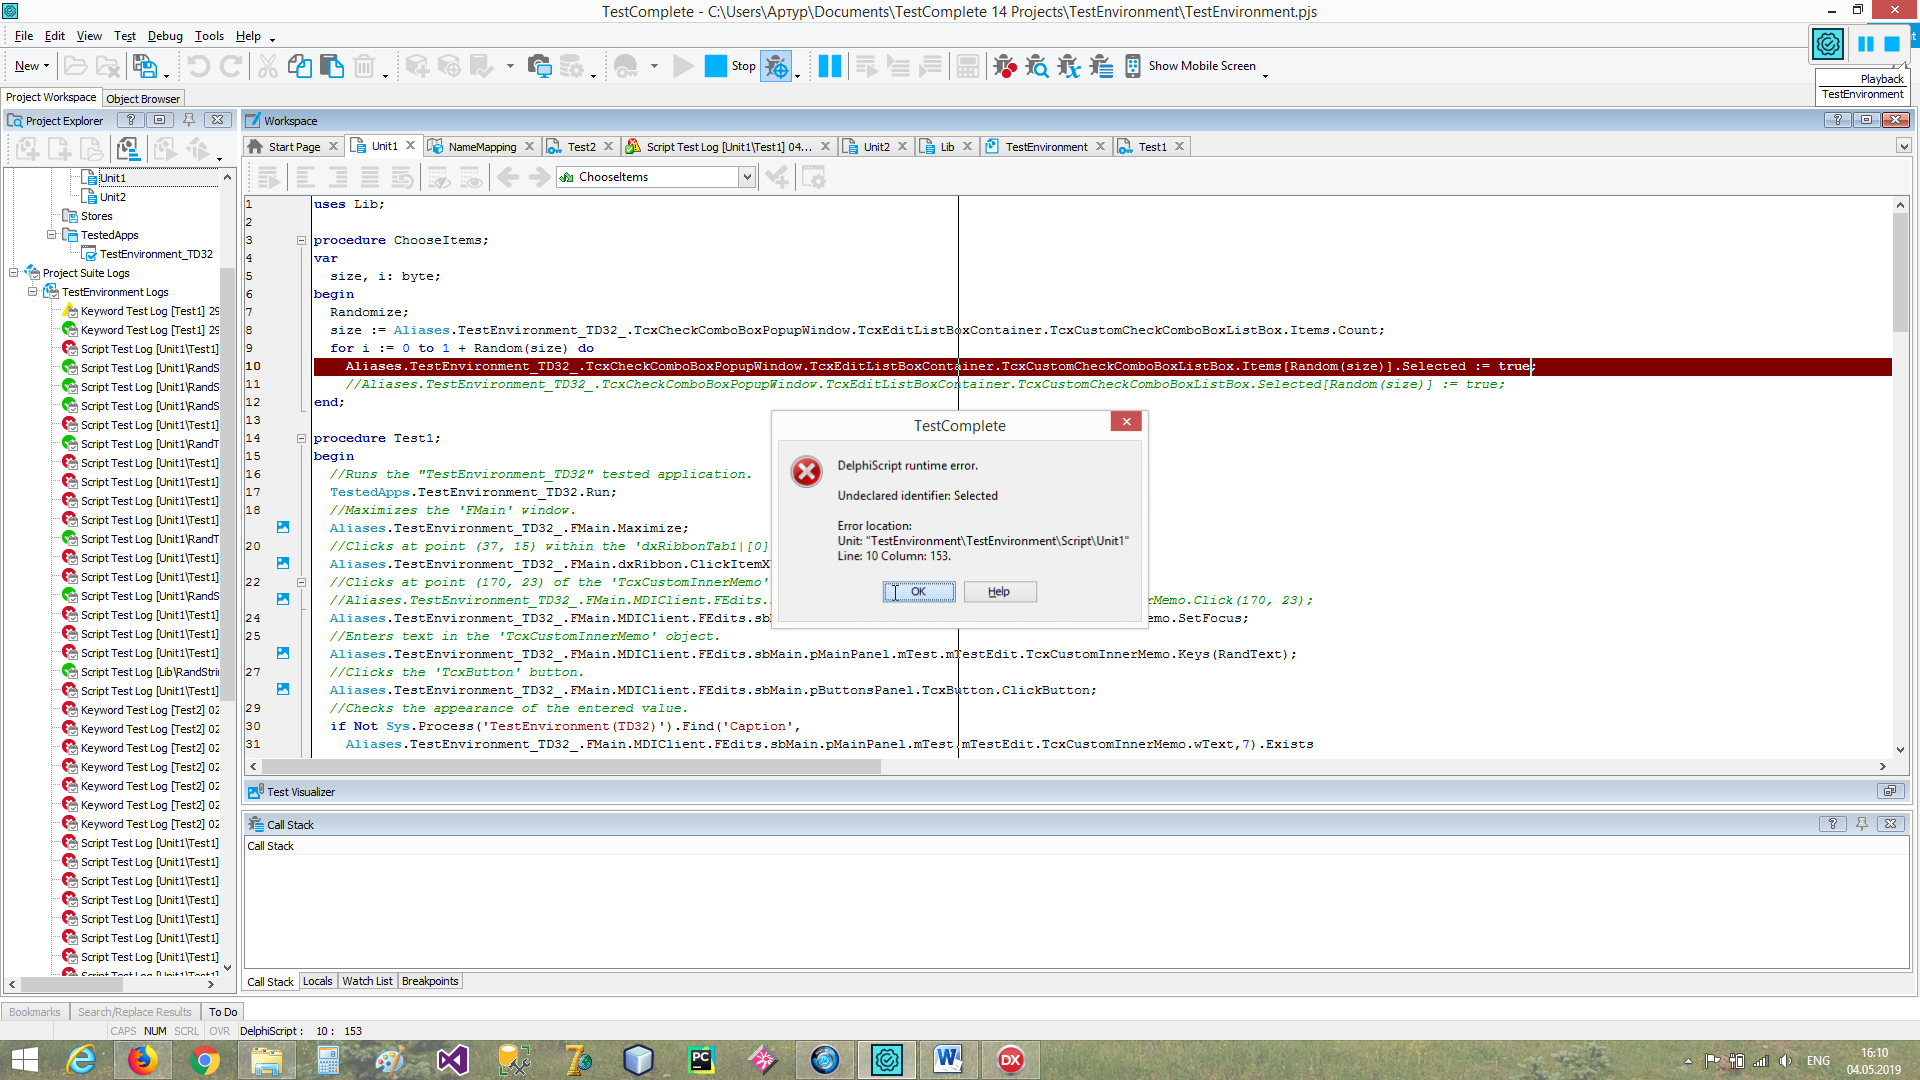 TestComplete - C:\Users\Артур\Documents\TestComplete 14 Projects\TestEnvironment\TestEnvironment.pjs
File Edit View Test Debug Tools Help
New Stop Show Mobile Screen
Playback
TestEnvironment
Project Workspace Object Browser
Project Explorer
Workspace
Start Page Unit1 NameMapping Test2 Script Test Log [Unit1\Test1] 04... Unit2 Lib TestEnvironment Test1
ChooseItems
Unit1
Unit2
Stores
TestedApps
TestEnvironment_TD32
Project Suite Logs
TestEnvironment Logs
Keyword Test Log [Test1] 29
Keyword Test Log [Test1] 29
Script Test Log [Unit1\Test1]
Script Test Log [Unit1\RandS
Script Test Log [Unit1\RandS
Script Test Log [Unit1\RandS
Script Test Log [Unit1\Test1]
Script Test Log [Unit1\RandT
Script Test Log [Unit1\Test1]
Script Test Log [Unit1\Test1]
Script Test Log [Unit1\Test1]
Script Test Log [Unit1\Test1]
Script Test Log [Unit1\RandT
Script Test Log [Unit1\Test1]
Script Test Log [Unit1\Test1]
Script Test Log [Unit1\RandS
Script Test Log [Unit1\Test1]
Script Test Log [Unit1\Test1]
Script Test Log [Unit1\Test1]
Script Test Log [Lib\RandStri
Script Test Log [Unit1\Test1]
Keyword Test Log [Test2] 02
Keyword Test Log [Test2] 02
Keyword Test Log [Test2] 02
Keyword Test Log [Test2] 02
Keyword Test Log [Test2] 02
Keyword Test Log [Test2] 02
Keyword Test Log [Test2] 02
Script Test Log [Unit1\Test1]
Script Test Log [Unit1\Test1]
Script Test Log [Unit1\Test1]
Script Test Log [Unit1\Test1]
Script Test Log [Unit1\Test1]
Script Test Log [Unit1\Test1]
Script Test Log [Unit1\Test1]
Script Test Log [Unit1\Test1]
1 uses Lib;
2
3 procedure ChooseItems;
4 var
5 size, i: byte;
6 begin
7 Randomize;
8 size := Aliases.TestEnvironment_TD32_.TcxCheckComboBoxPopupWindow.TcxEditListBoxContainer.TcxCustomCheckComboBoxListBox.Items.Count;
9 for i := 0 to 1 + Random(size) do
10 Aliases.TestEnvironment_TD32_.TcxCheckComboBoxPopupWindow.TcxEditListBoxContainer.TcxCustomCheckComboBoxListBox.Items[Random(size)].Selected := true;
11 //Aliases.TestEnvironment_TD32_.TcxCheckComboBoxPopupWindow.TcxEditListBoxContainer.TcxCustomCheckComboBoxListBox.Selected[Random(size)] := true;
12 end;
13
14 procedure Test1;
15 begin
16 //Runs the "TestEnvironment_TD32" tested application.
17 TestedApps.TestEnvironment_TD32.Run;
18 //Maximizes the 'FMain' window.
Aliases.TestEnvironment_TD32_.FMain.Maximize;
20 //Clicks at point (37, 15) within the 'dxRibbonTab1|[0]
Aliases.TestEnvironment_TD32_.FMain.dxRibbon.ClickItemX
22 //Clicks at point (170, 23) of the 'TcxCustomInnerMemo'
//Aliases.TestEnvironment_TD32_.FMain.MDIClient.FEdits. rMemo.Click(170, 23);
24 Aliases.TestEnvironment_TD32_.FMain.MDIClient.FEdits.sb mo.SetFocus;
25 //Enters text in the 'TcxCustomInnerMemo' object.
Aliases.TestEnvironment_TD32_.FMain.MDIClient.FEdits.sbMain.pMainPanel.mTest.mTestEdit.TcxCustomInnerMemo.Keys(RandText);
27 //Clicks the 'TcxButton' button.
Aliases.TestEnvironment_TD32_.FMain.MDIClient.FEdits.sbMain.pButtonsPanel.TcxButton.ClickButton;
29 //Checks the appearance of the entered value.
30 if Not Sys.Process('TestEnvironment(TD32)').Find('Caption',
31 Aliases.TestEnvironment_TD32_.FMain.MDIClient.FEdits.sbMain.pMainPanel.mTest.mTestEdit.TcxCustomInnerMemo.wText,7).Exists
TestComplete
DelphiScript runtime error.
Undeclared identifier: Selected
Error location:
Unit: "TestEnvironment\TestEnvironment\Script\Unit1"
Line: 10 Column: 153.
OK Help
Test Visualizer
Call Stack
Call Stack
Call Stack Locals Watch List Breakpoints
Bookmarks Search/Replace Results To Do
CAPS NUM SCRL OVR DelphiScript : 10 : 153
PC
W
DX
ENG
16:10
04.05.2019